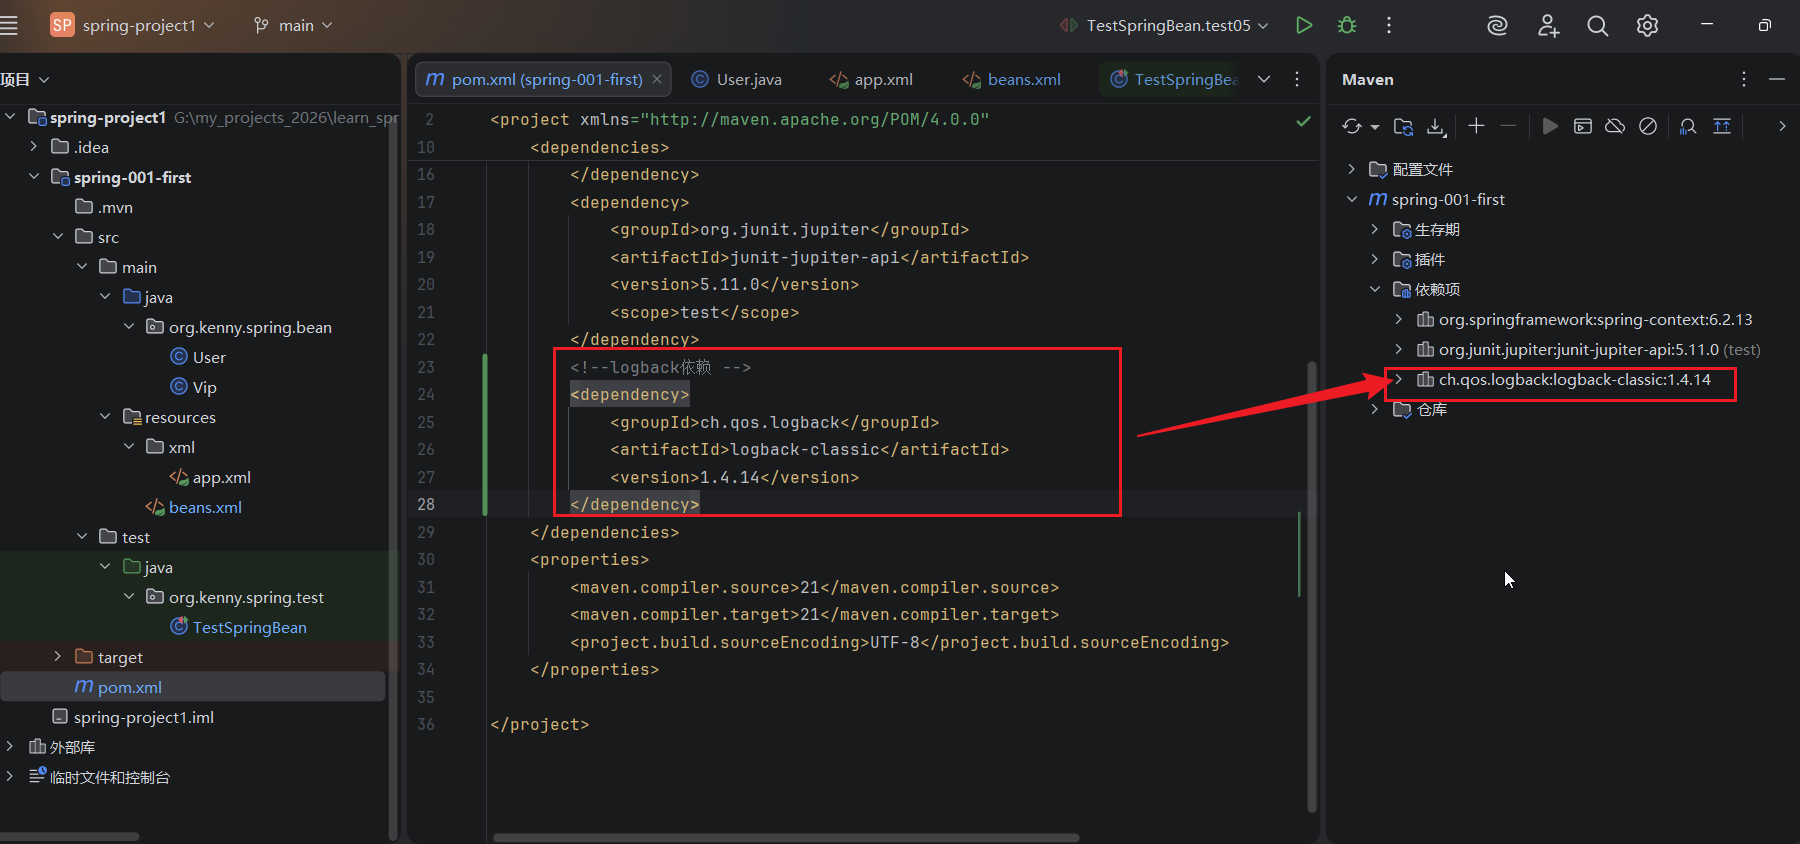 SP spring-project1 main TestSpringBean.test05
项目
spring-project1 G:\my_projects_2026\learn_spr
.idea
spring-001-first
.mvn
src
main
java
org.kenny.spring.bean
User
Vip
resources
xml
app.xml
beans.xml
test
java
org.kenny.spring.test
TestSpringBean
target
pom.xml
spring-project1.iml
外部库
临时文件和控制台
pom.xml (spring-001-first) User.java app.xml beans.xml TestSpringBea
2 <project xmlns="http://maven.apache.org/POM/4.0.0"
10 <dependencies>
16 </dependency>
17 <dependency>
18 <groupId>org.junit.jupiter</groupId>
19 <artifactId>junit-jupiter-api</artifactId>
20 <version>5.11.0</version>
21 <scope>test</scope>
22 </dependency>
23 <!--logback依赖 -->
24 <dependency>
25 <groupId>ch.qos.logback</groupId>
26 <artifactId>logback-classic</artifactId>
27 <version>1.4.14</version>
28 </dependency>
29 </dependencies>
30 <properties>
31 <maven.compiler.source>21</maven.compiler.source>
32 <maven.compiler.target>21</maven.compiler.target>
33 <project.build.sourceEncoding>UTF-8</project.build.sourceEncoding>
34 </properties>
35
36 </project>
Maven
配置文件
spring-001-first
生存期
插件
依赖项
org.springframework:spring-context:6.2.13
org.junit.jupiter:junit-jupiter-api:5.11.0 (test)
ch.qos.logback:logback-classic:1.4.14
仓库